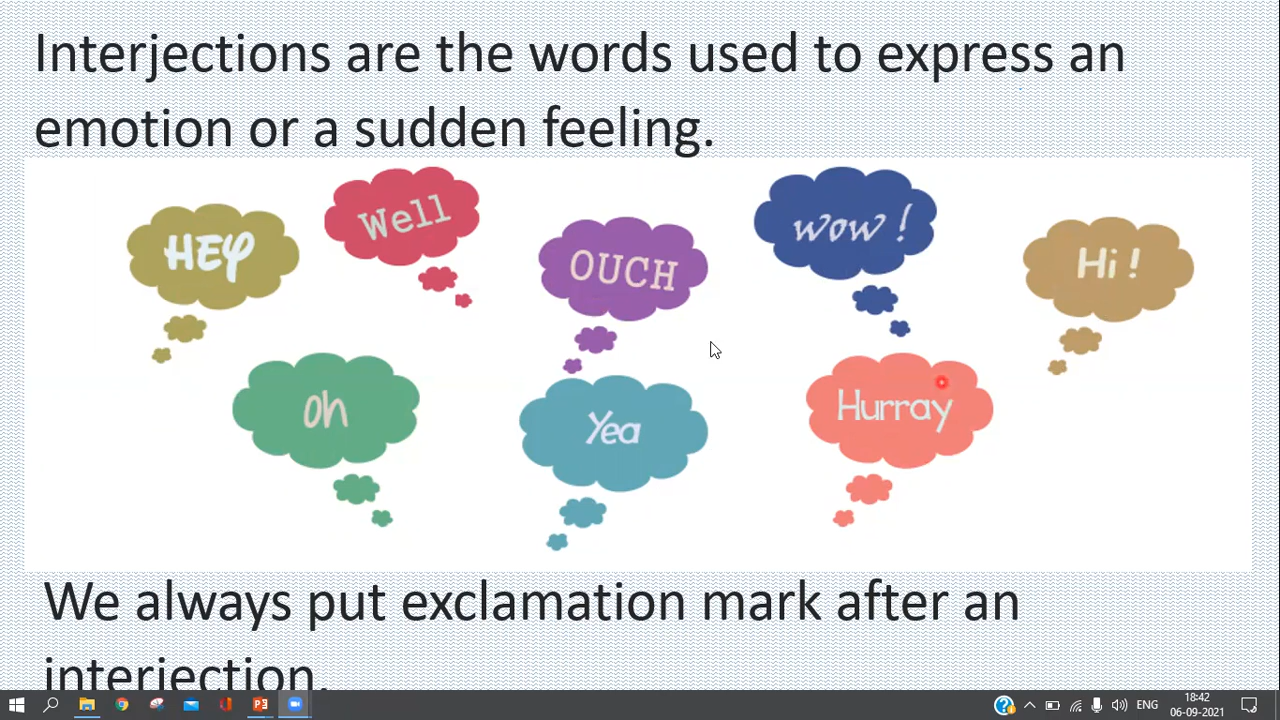 Interjections are the words used to express an
emotion or a sudden feeling.
HEY
Well
OUCH
wow !
Hi !
oh
Yea
Hurray
We always put exclamation mark after an
interjection.
ENG
18:42
06-09-2021